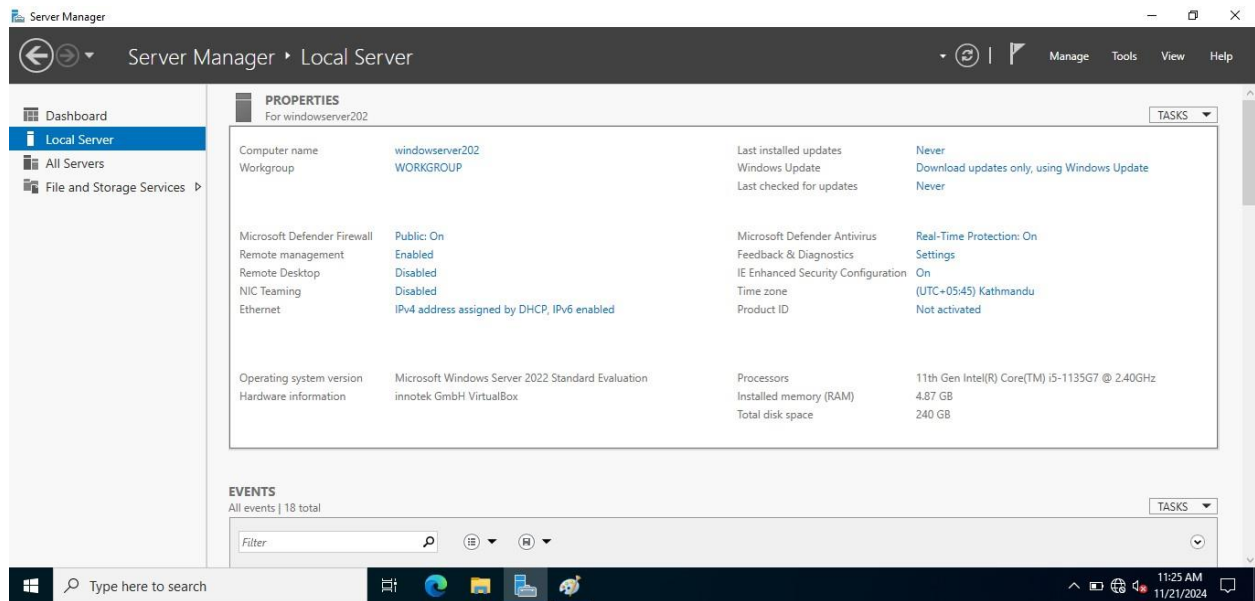 Server Manager
Server Manager ‣ Local Server
Manage Tools View Help
Dashboard
Local Server
All Servers
File and Storage Services
PROPERTIES
For windowserver202
TASKS
Computer name windowserver202 Last installed updates Never
Workgroup WORKGROUP Windows Update Download updates only, using Windows Update
Last checked for updates Never
Microsoft Defender Firewall Public: On Microsoft Defender Antivirus Real-Time Protection: On
Remote management Enabled Feedback & Diagnostics Settings
Remote Desktop Disabled IE Enhanced Security Configuration On
NIC Teaming Disabled Time zone (UTC+05:45) Kathmandu
Ethernet IPv4 address assigned by DHCP, IPv6 enabled Product ID Not activated
Operating system version Microsoft Windows Server 2022 Standard Evaluation Processors 11th Gen Intel(R) Core(TM) i5-1135G7 @ 2.40GHz
Hardware information innotek GmbH VirtualBox Installed memory (RAM) 4.87 GB
Total disk space 240 GB
EVENTS
All events | 18 total
TASKS
Filter
Type here to search
11:25 AM
11/21/2024